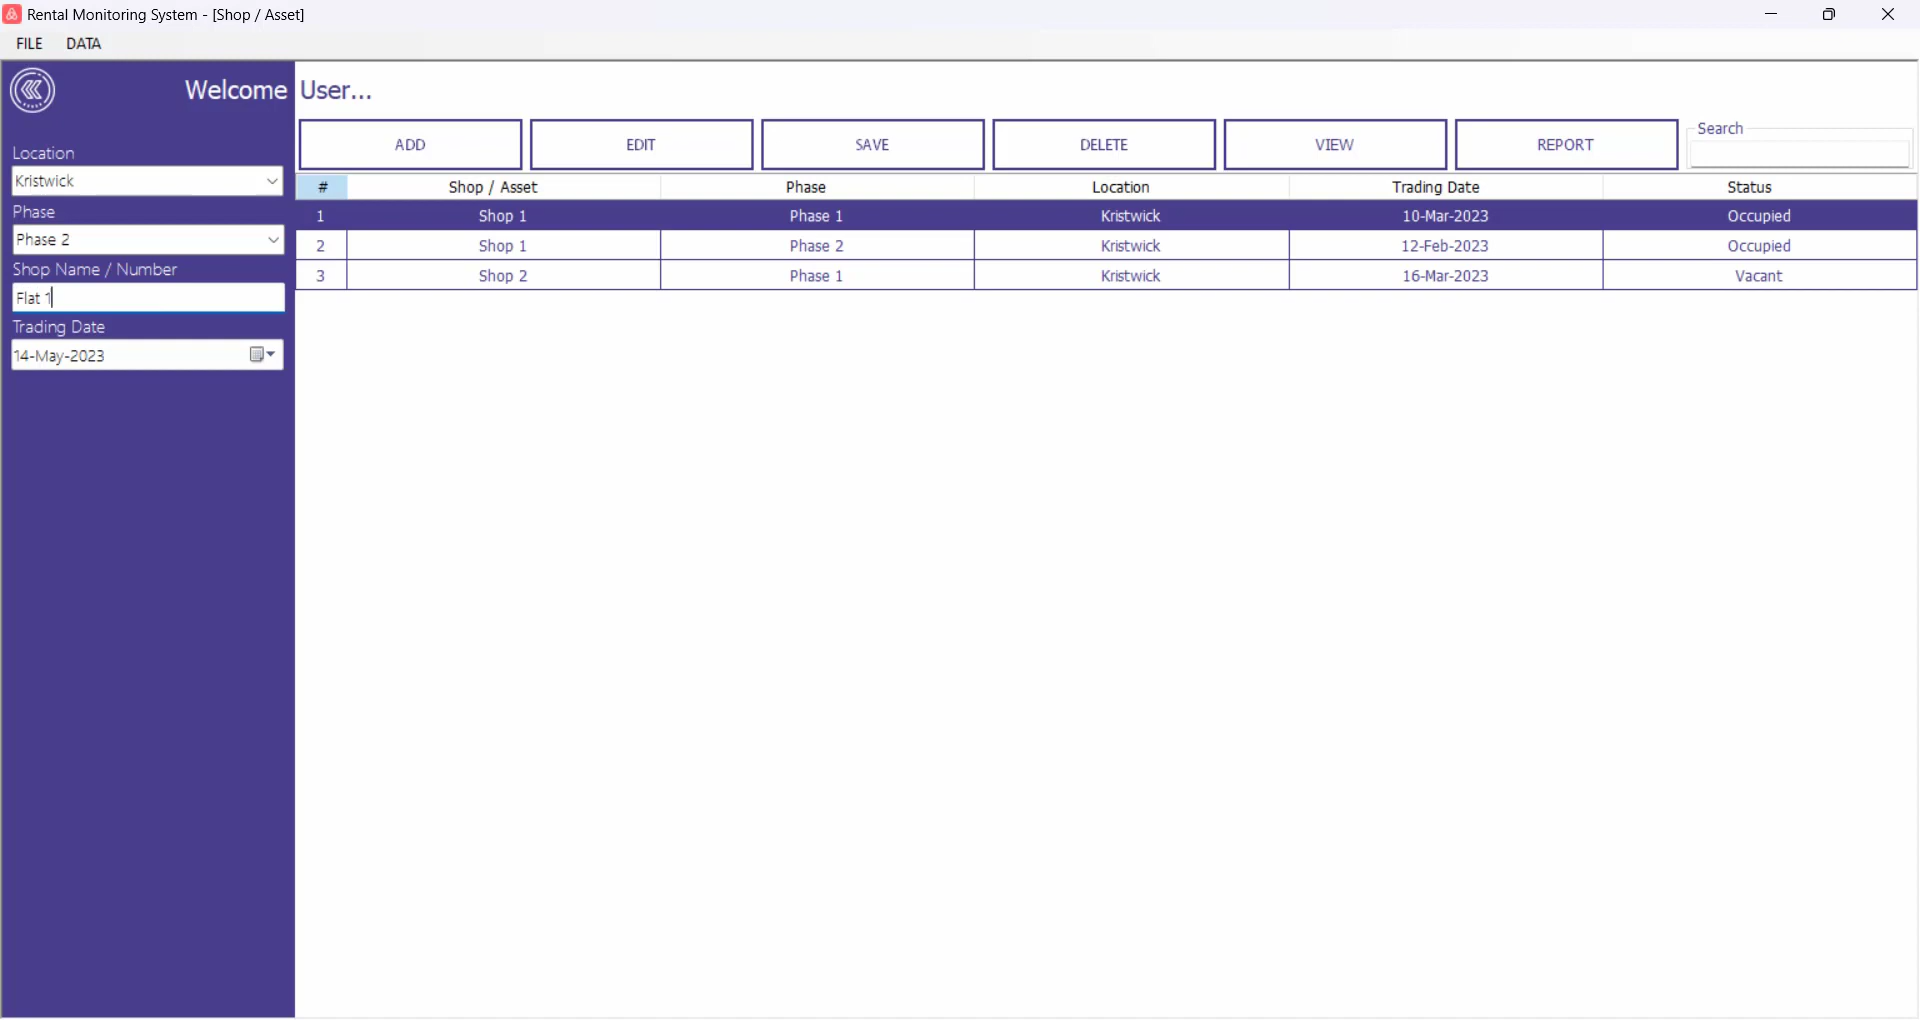 Rental Monitoring System - [Shop / Asset]
FILE DATA
Welcome User...
ADD EDIT SAVE DELETE VIEW REPORT Search
Location
Kristwick
Phase
Phase 2
Shop Name / Number
Flat 1
Trading Date
14-May-2023
# Shop / Asset Phase Location Trading Date Status
1 Shop 1 Phase 1 Kristwick 10-Mar-2023 Occupied
2 Shop 1 Phase 2 Kristwick 12-Feb-2023 Occupied
3 Shop 2 Phase 1 Kristwick 16-Mar-2023 Vacant